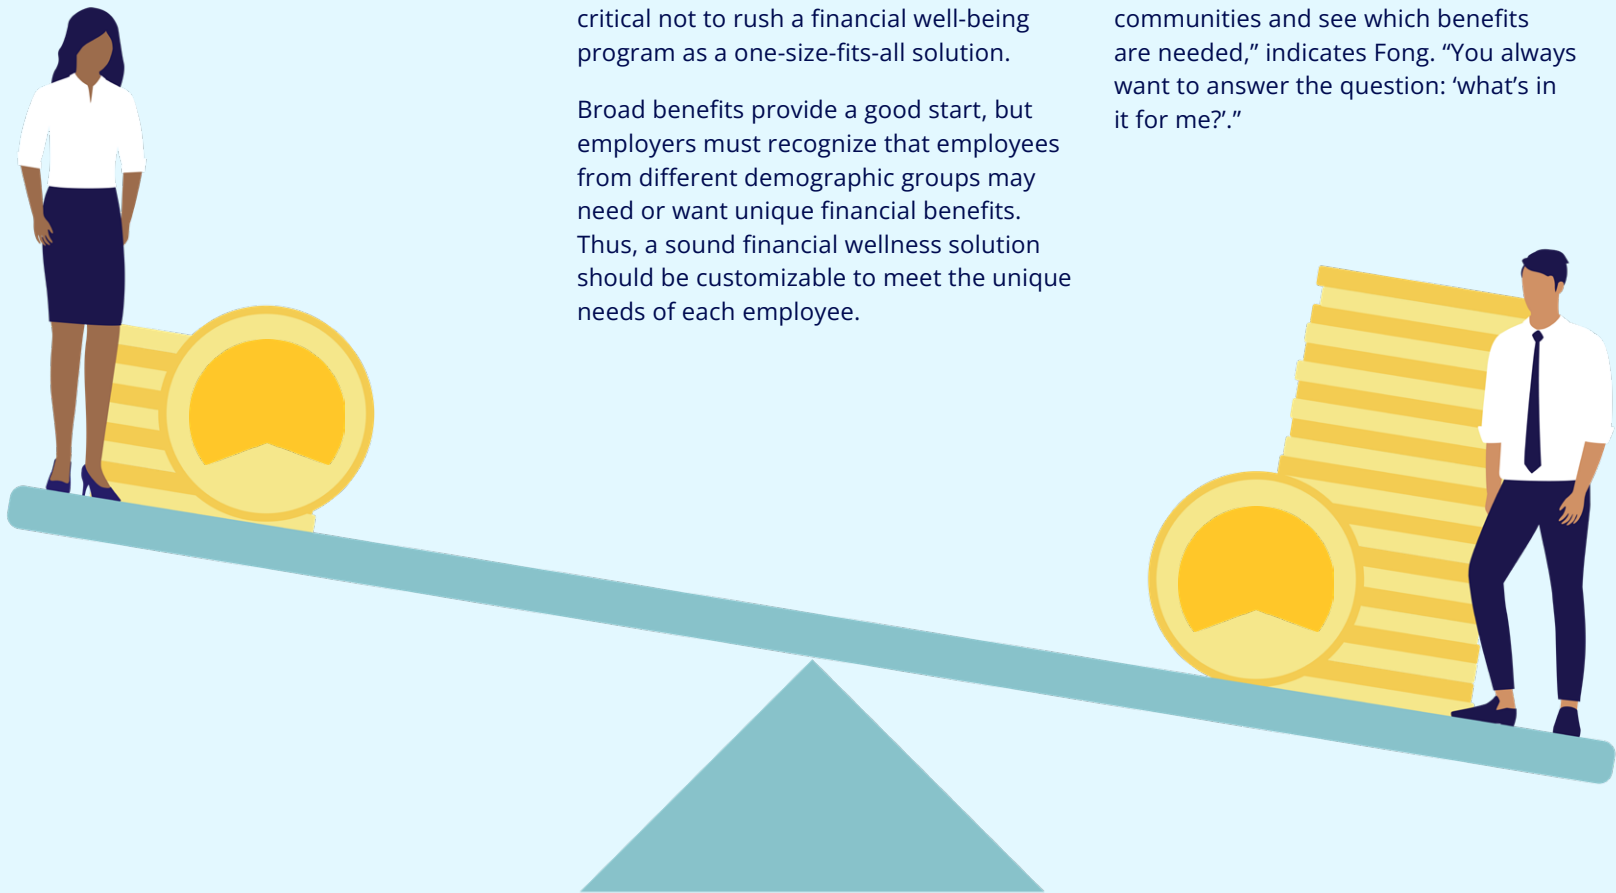 critical not to rush a financial well-being
program as a one-size-fits-all solution.
Broad benefits provide a good start, but
employers must recognize that employees
from different demographic groups may
need or want unique financial benefits.
Thus, a sound financial wellness solution
should be customizable to meet the unique
needs of each employee.
communities and see which benefits
are needed,” indicates Fong. “You always
want to answer the question: ‘what’s in
it for me?’.”